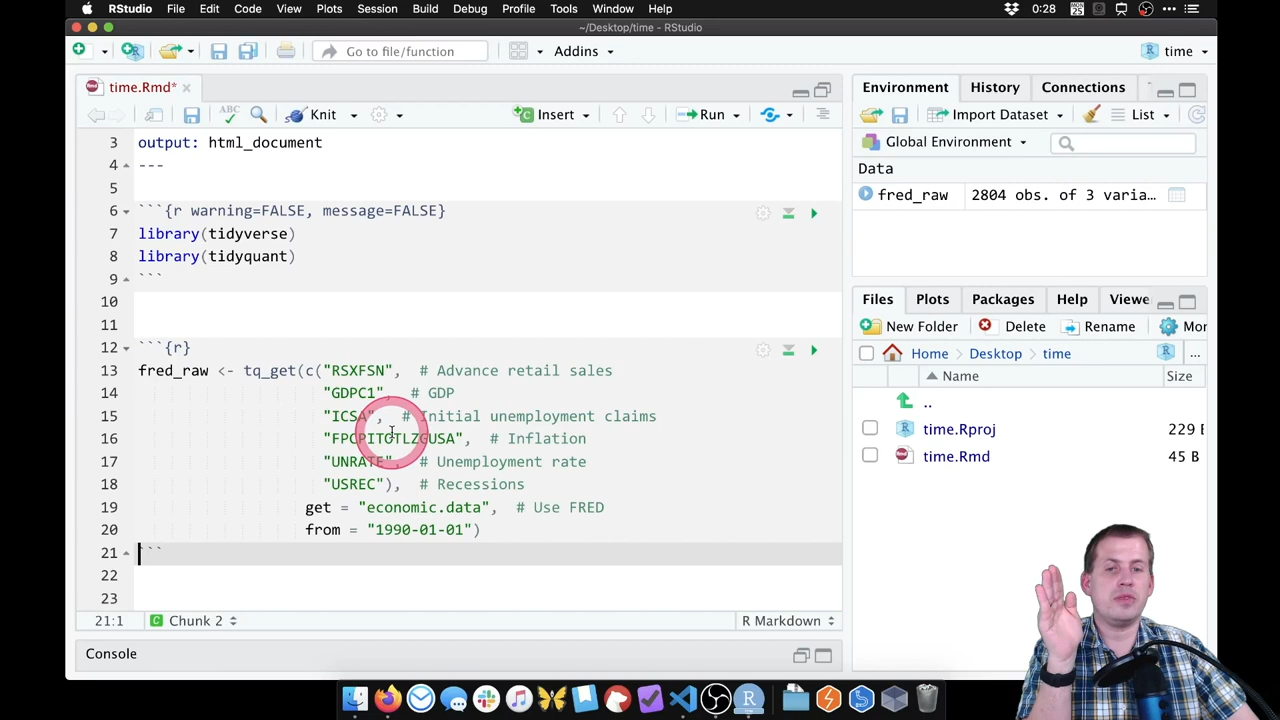 RStudio File Edit Code View Plots Session Build Debug Profile Tools Window Help 0:28
MON 25
~/Desktop/time - RStudio
Go to file/function Addins time
time.Rmd*
ABC Knit Insert Run
3 output: html_document
4 ---
5
6 ```{r warning=FALSE, message=FALSE}
7 library(tidyverse)
8 library(tidyquant)
9 ```
10
11
12 ```{r}
13 fred_raw <- tq_get(c("RSXFSN", # Advance retail sales
14 "GDPC1", # GDP
15 "ICSA", # Initial unemployment claims
16 "FPCPITOTLZGUSA", # Inflation
17 "UNRATE", # Unemployment rate
18 "USREC"), # Recessions
19 get = "economic.data", # Use FRED
20 from = "1990-01-01")
21 ```
22
23
21:1 Chunk 2 R Markdown
Console
Environment History Connections
Import Dataset List
Global Environment
Data
fred_raw 2804 obs. of 3 varia…
Files Plots Packages Help Viewe
New Folder Delete Rename Mor
Home Desktop time ...
Name Size
..
time.Rproj 229 B
time.Rmd 45 B